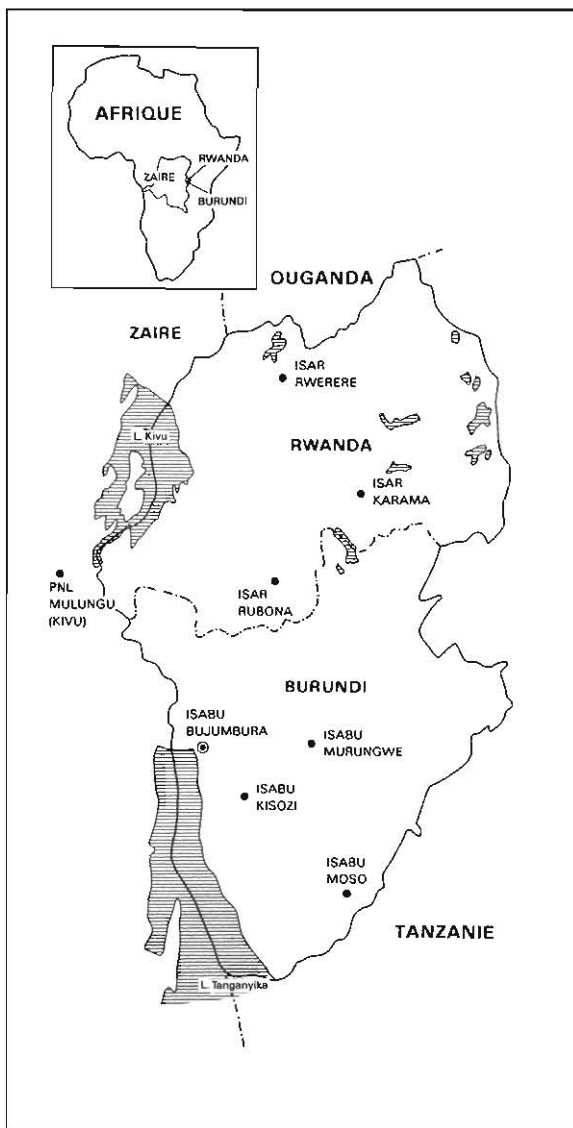 AFRIQUE
RWANDA
ZAIRE
BURUNDI
OUGANDA
ZAIRE
ISAR
RWERERE
L. Kivu
RWANDA
ISAR
KARAMA
PNL
MULUNGU
(KIVU)
ISAR
RUBONA
BURUNDI
ISABU
BUJUMBURA
ISABU
MURUNGWE
ISABU
KISOZI
ISABU
MOSO
TANZANIE
L. Tanganyika